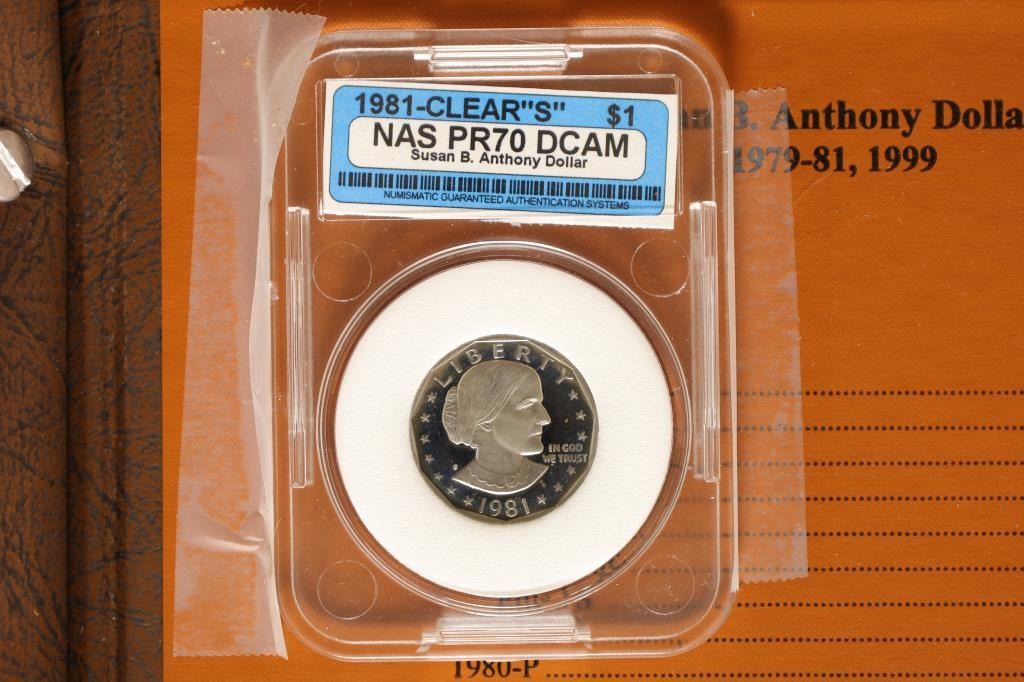 1981-CLEAR"S" $1
NAS PR70 DCAM
Susan B. Anthony Dollar
NUMISMATIC GUARANTEED AUTHENTICATION SYSTEMS
B. Anthony Dolla
1979-81, 1999
LIBERTY
IN GOD
WE TRUST
S
1981
1980-P